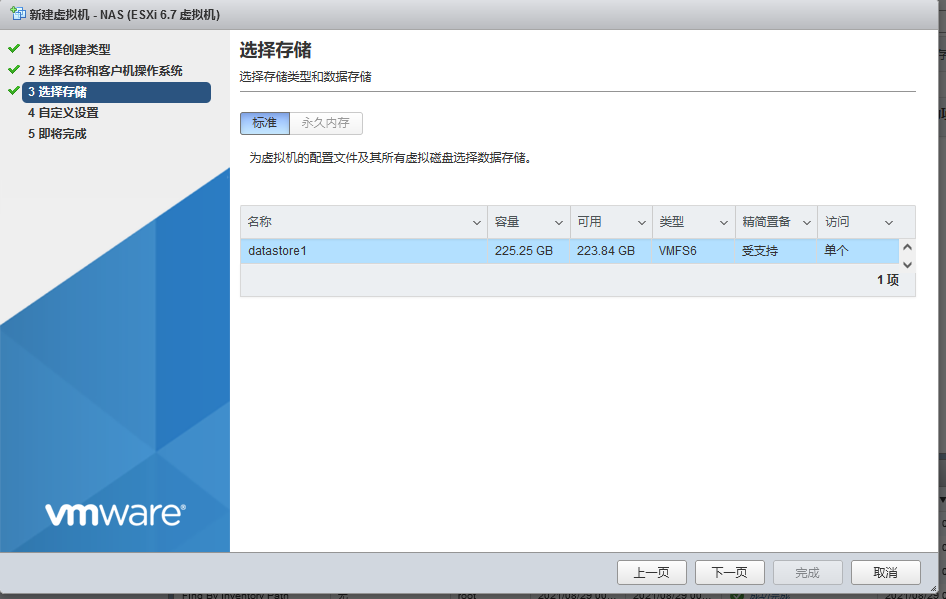 新建虚拟机 - NAS (ESXi 6.7 虚拟机)
1 选择创建类型
2 选择名称和客户机操作系统
3 选择存储
4 自定义设置
5 即将完成
选择存储
选择存储类型和数据存储
标准 永久内存
为虚拟机的配置文件及其所有虚拟磁盘选择数据存储。
名称 容量 可用 类型 精简置备 访问
datastore1 225.25 GB 223.84 GB VMFS6 受支持 单个
1 项
vmware®
上一页 下一页 完成 取消
Find By Inventory Path 无 root 2021/08/29 00... 2021/08/29 00... 2021/08/29